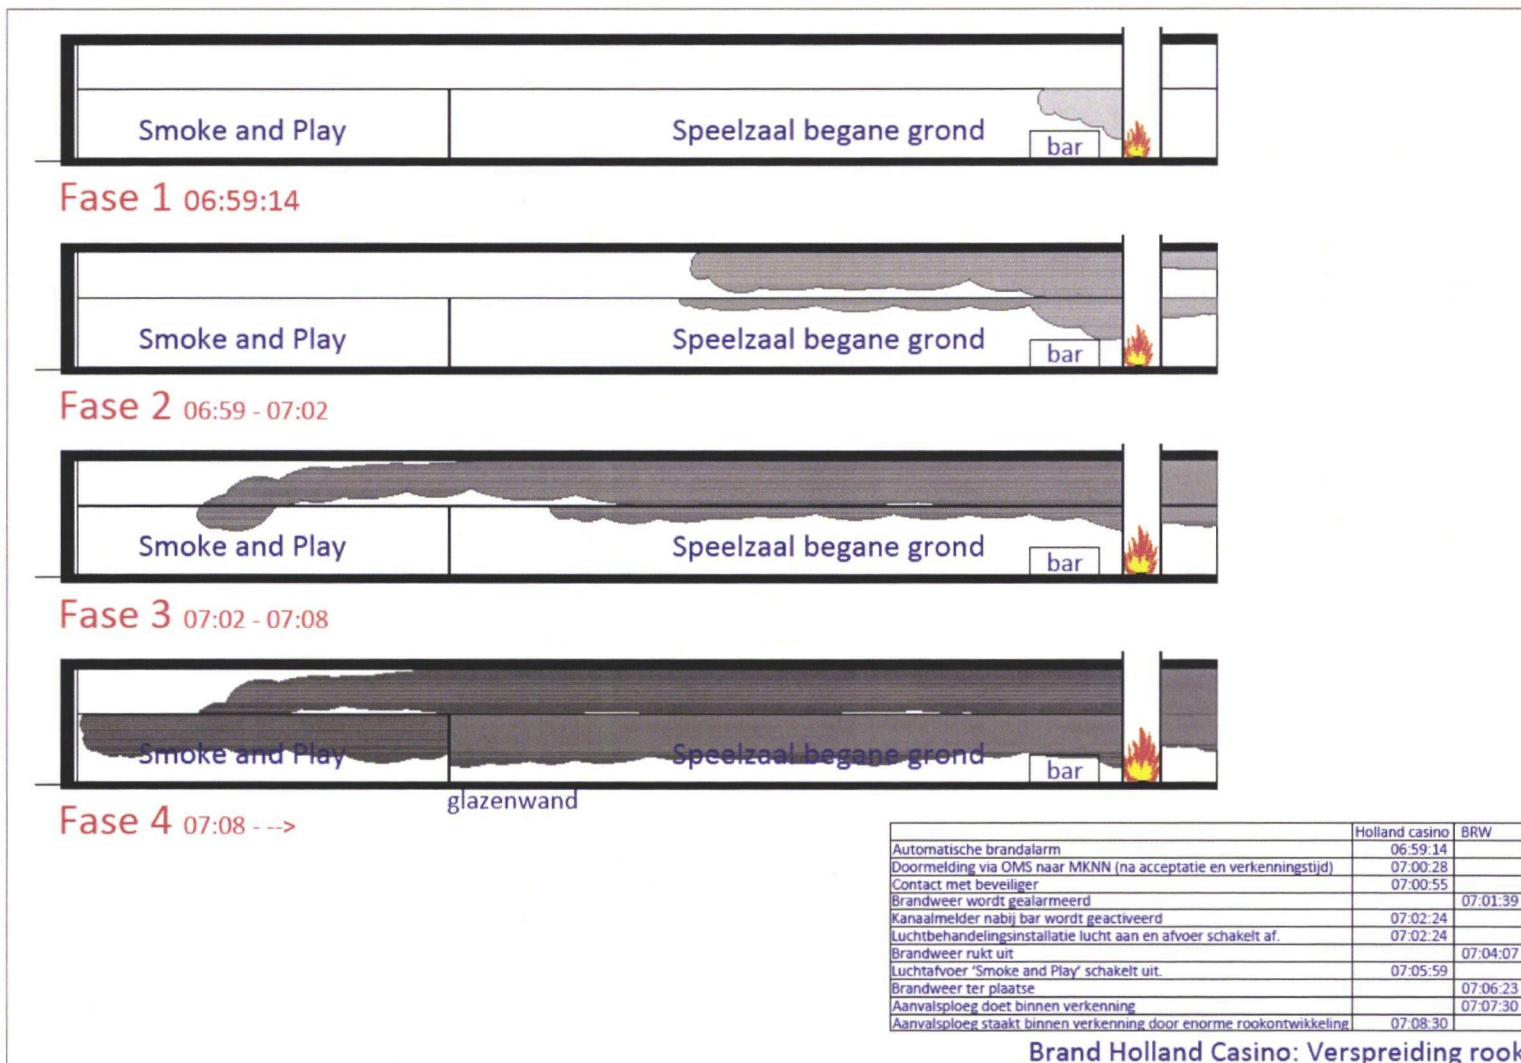 Smoke and Play Speelzaal begane grond bar
Fase 1 06:59:14
Smoke and Play Speelzaal begane grond bar
Fase 2 06:59 - 07:02
Smoke and Play Speelzaal begane grond bar
Fase 3 07:02 - 07:08
Smoke and Play Speelzaal begane grond bar
glazenwand
Fase 4 07:08 - -->
Holland casino BRW
Automatische brandalarm 06:59:14
Doormelding via OMS naar MKNN (na acceptatie en verkenningstijd) 07:00:28
Contact met beveiliger 07:00:55
Brandweer wordt gealarmeerd 07:01:39
Kanaalmelder nabij bar wordt geactiveerd 07:02:24
Luchtbehandelingsinstallatie lucht aan en afvoer schakelt af. 07:02:24
Brandweer rukt uit 07:04:07
Luchtafvoer 'Smoke and Play' schakelt uit. 07:05:59
Brandweer ter plaatse 07:06:23
Aanvalsploeg doet binnen verkenning 07:07:30
Aanvalsploeg staakt binnen verkenning door enorme rookontwikkeling 07:08:30
Brand Holland Casino: Verspreiding rook